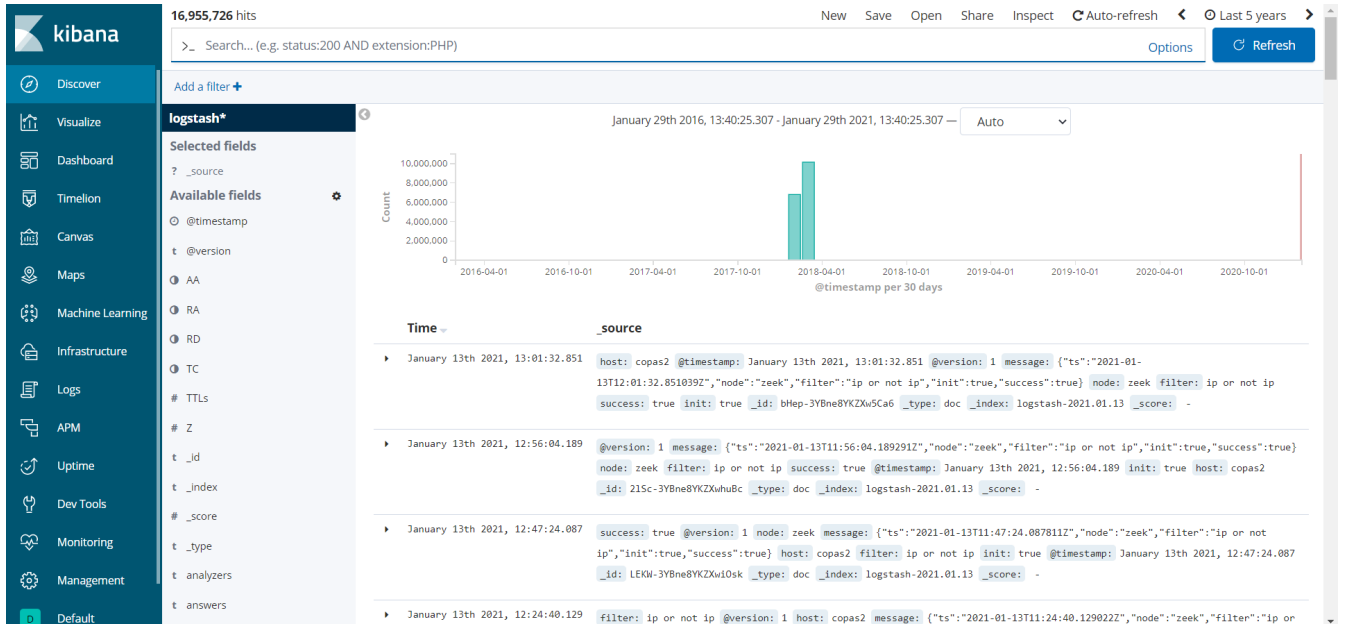 kibana
Discover
Visualize
Dashboard
Timelion
Canvas
Maps
Machine Learning
Infrastructure
Logs
APM
Uptime
Dev Tools
Monitoring
Management
D Default
16,955,726 hits
New Save Open Share Inspect Auto-refresh Last 5 years
>_ Search... (e.g. status:200 AND extension:PHP) Options Refresh
Add a filter +
logstash*
Selected fields
? _source
Available fields
@timestamp
t @version
AA
RA
RD
TC
# TTLs
# Z
t _id
t _index
# _score
t _type
t analyzers
t answers
January 29th 2016, 13:40:25.307 - January 29th 2021, 13:40:25.307 — Auto
Count
10,000,000
8,000,000
6,000,000
4,000,000
2,000,000
0
2016-04-01 2016-10-01 2017-04-01 2017-10-01 2018-04-01 2018-10-01 2019-04-01 2019-10-01 2020-04-01 2020-10-01
@timestamp per 30 days
Time _source
January 13th 2021, 13:01:32.851 host: copas2 @timestamp: January 13th 2021, 13:01:32.851 @version: 1 message: {"ts":"2021-01-
13T12:01:32.851039Z","node":"zeek","filter":"ip or not ip","init":true,"success":true} node: zeek filter: ip or not ip
success: true init: true _id: bHep-3YBne8YKZXw5Ca6 _type: doc _index: logstash-2021.01.13 _score: -
January 13th 2021, 12:56:04.189 @version: 1 message: {"ts":"2021-01-13T11:56:04.189291Z","node":"zeek","filter":"ip or not ip","init":true,"success":true}
node: zeek filter: ip or not ip success: true @timestamp: January 13th 2021, 12:56:04.189 init: true host: copas2
_id: 2lSc-3YBne8YKZXwhuBc _type: doc _index: logstash-2021.01.13 _score: -
January 13th 2021, 12:47:24.087 success: true @version: 1 node: zeek message: {"ts":"2021-01-13T11:47:24.087811Z","node":"zeek","filter":"ip or not
ip","init":true,"success":true} host: copas2 filter: ip or not ip init: true @timestamp: January 13th 2021, 12:47:24.087
_id: LEKW-3YBne8YKZXwiOsk _type: doc _index: logstash-2021.01.13 _score: -
January 13th 2021, 12:24:40.129 filter: ip or not ip @version: 1 host: copas2 message: {"ts":"2021-01-13T11:24:40.129022Z","node":"zeek","filter":"ip or